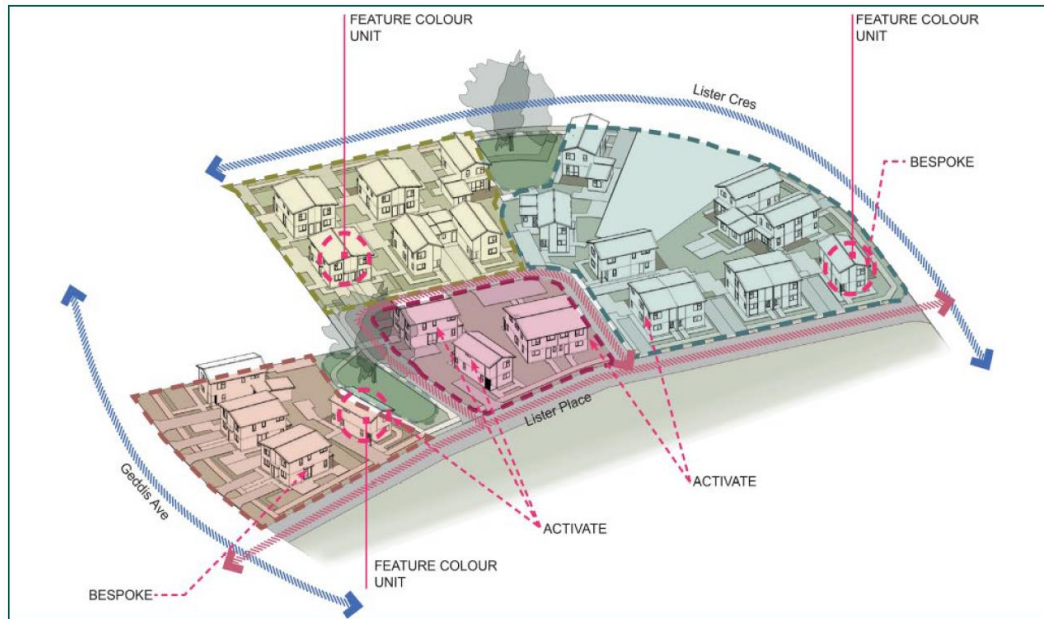 FEATURE COLOUR
UNIT
FEATURE COLOUR
UNIT
Lister Cres
BESPOKE
Lister Place
Geddis Ave
ACTIVATE
ACTIVATE
FEATURE COLOUR
UNIT
BESPOKE